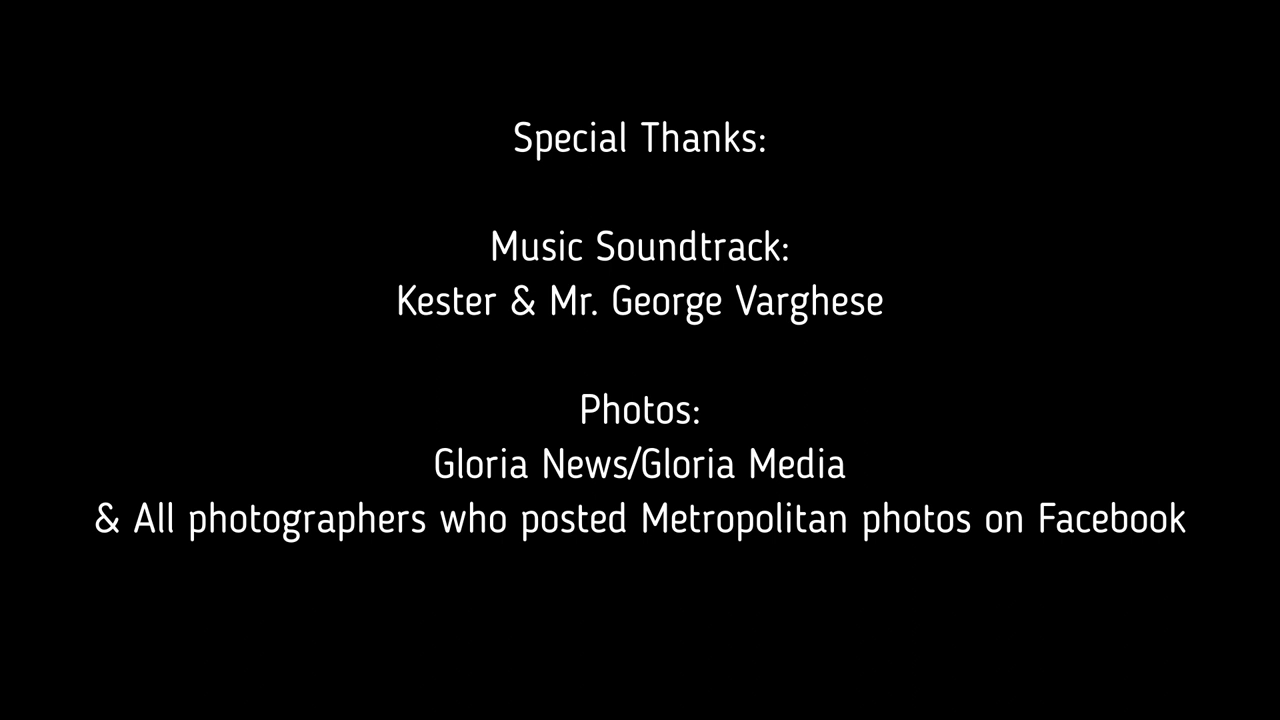 Special Thanks:
Music Soundtrack:
Kester & Mr. George Varghese
Photos:
Gloria News/Gloria Media
& All photographers who posted Metropolitan photos on Facebook